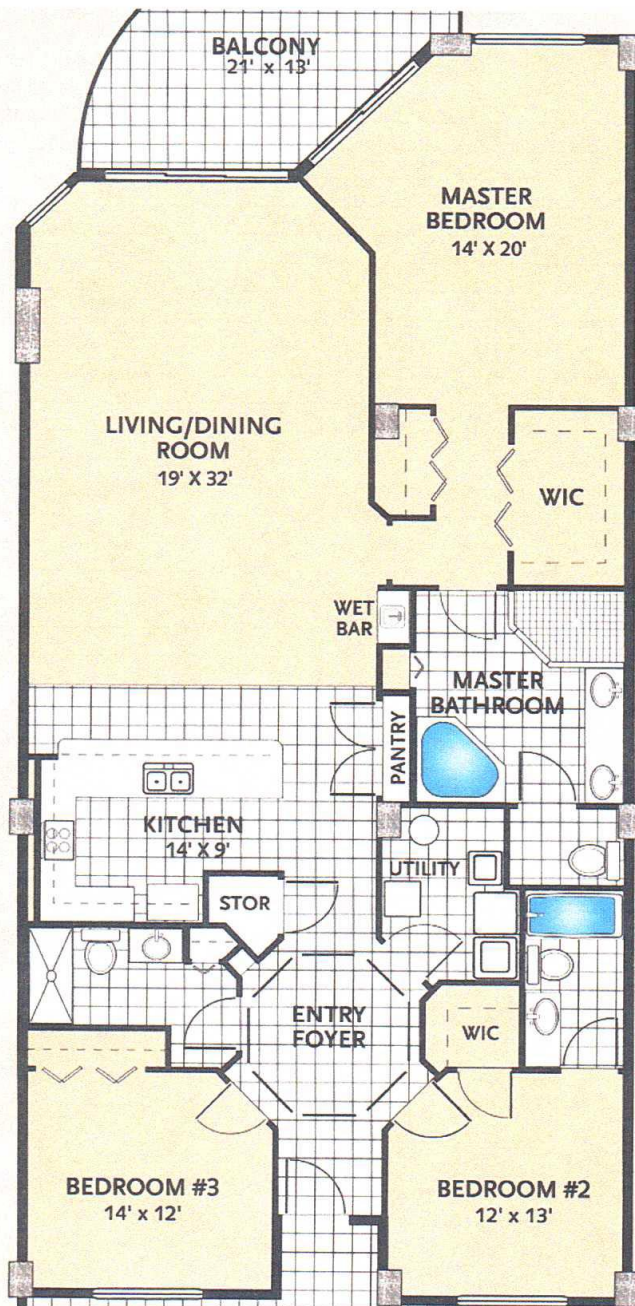 BALCONY
21' x 13'
MASTER
BEDROOM
14' X 20'
LIVING/DINING
ROOM
19' X 32'
WIC
WET
BAR
MASTER
BATHROOM
PANTRY
KITCHEN
14' X 9'
UTILITY
STOR
ENTRY
FOYER
WIC
BEDROOM #3
14' x 12'
BEDROOM #2
12' x 13'